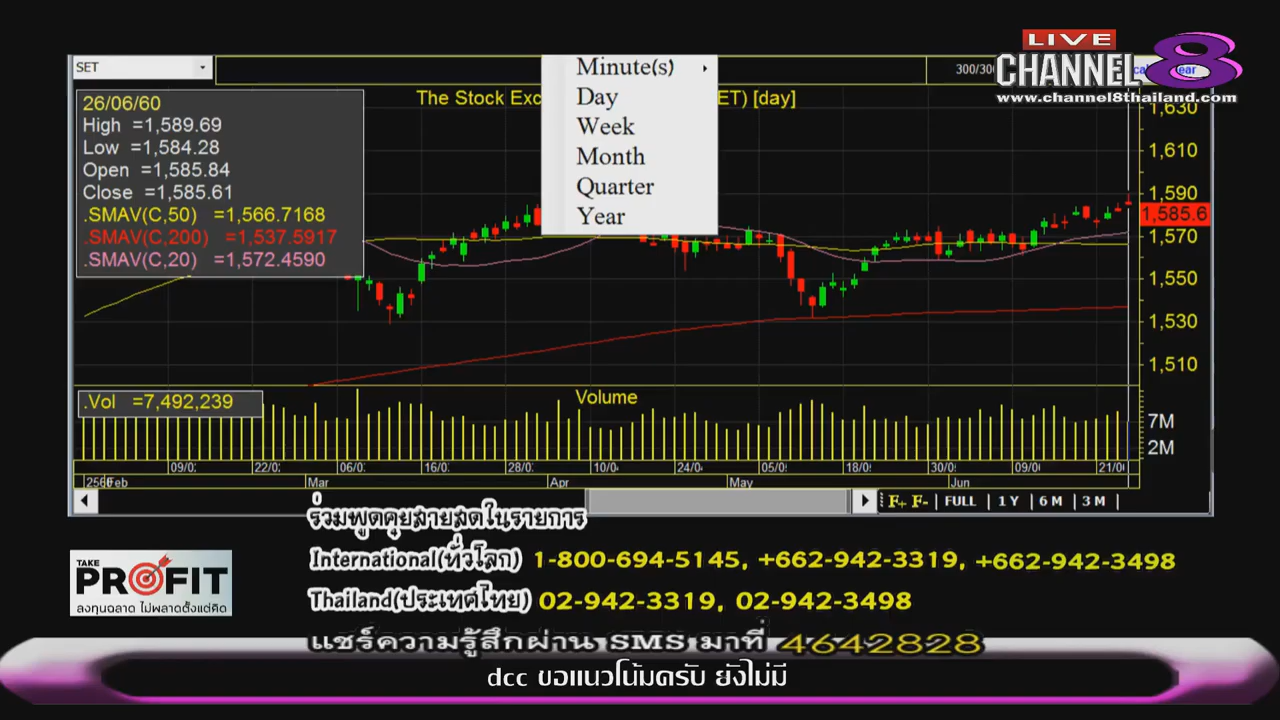 LIVE
CHANNEL 8
www.channel8thailand.com
SET
300/300
Minute(s)
Day
Week
Month
Quarter
Year
The Stock Exc
ET) [day]
26/06/60
High =1,589.69
Low =1,584.28
Open =1,585.84
Close =1,585.61
.SMAV(C,50) =1,566.7168
.SMAV(C,200) =1,537.5917
.SMAV(C,20) =1,572.4590
1,630
1,610
1,590
1,585.6
1,570
1,550
1,530
1,510
.Vol =7,492,239
Volume
7M
2M
09/0 22/0 06/0 16/0 28/0 10/0 24/0 05/0 18/0 30/0 09/0 21/0
Feb Mar Apr May Jun
F+ F- | FULL | 1 Y | 6 M | 3 M |
ร่วมพูดคุยสายสดในรายการ
International(ทั่วโลก) 1-800-694-5145, +662-942-3319, +662-942-3498
TAKE
PROFIT
ลงทุนฉลาด ไม่พลาดตั้งแต่คิด
Thailand(ประเทศไทย) 02-942-3319, 02-942-3498
แชร์ความรู้สึกผ่าน SMS มาที่ 4642828
dcc ขอแนวโน้มครับ ยังไม่มี